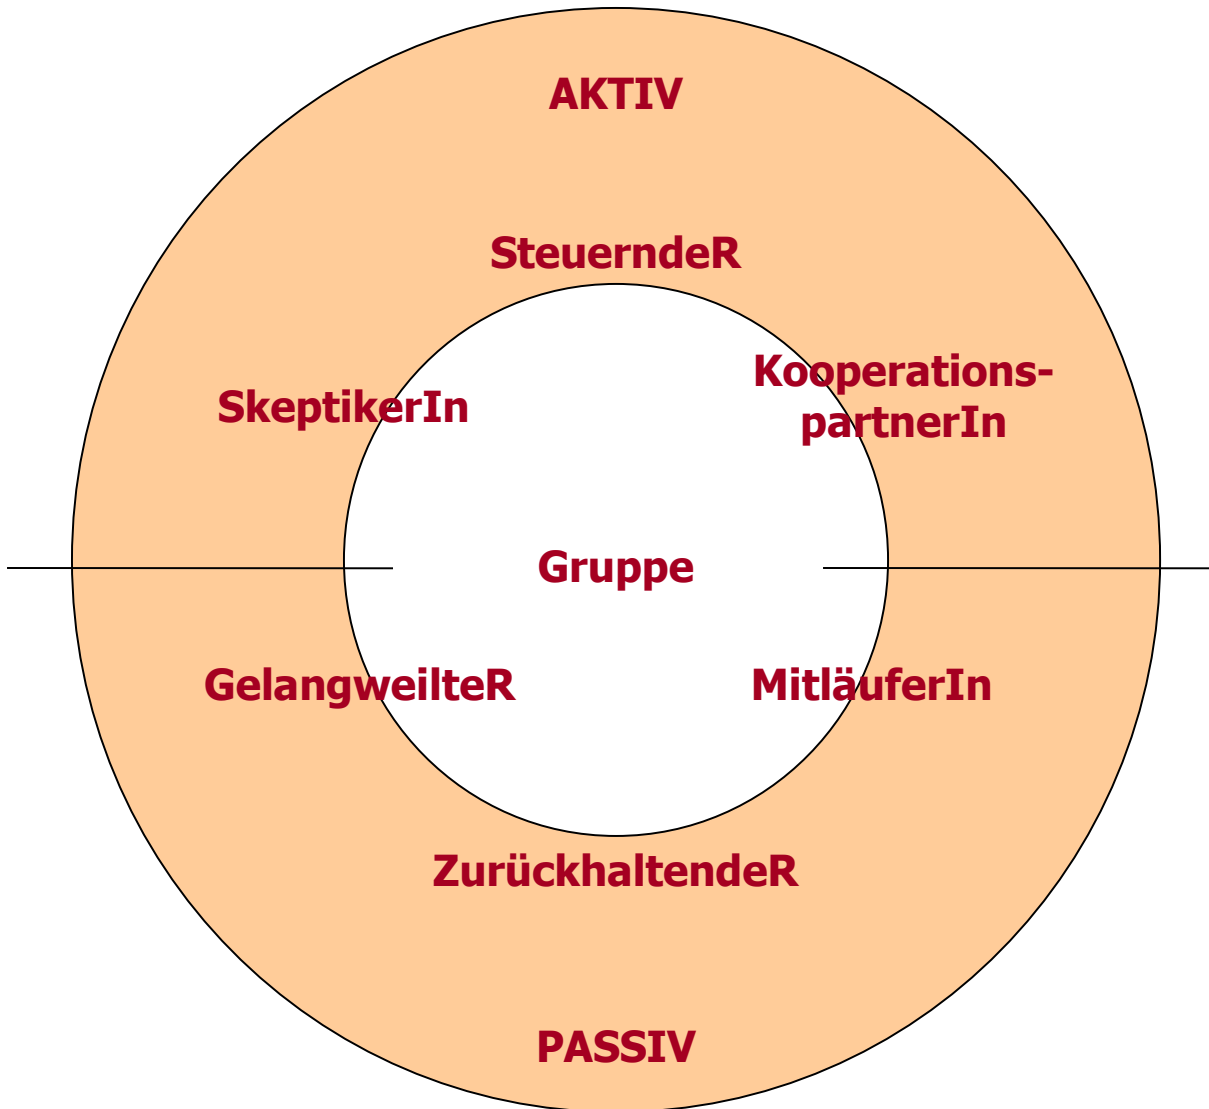 AKTIV
SteuerndeR
Kooperations-
partnerIn
SkeptikerIn
Gruppe
GelangweilteR
MitläuferIn
ZurückhaltendeR
PASSIV